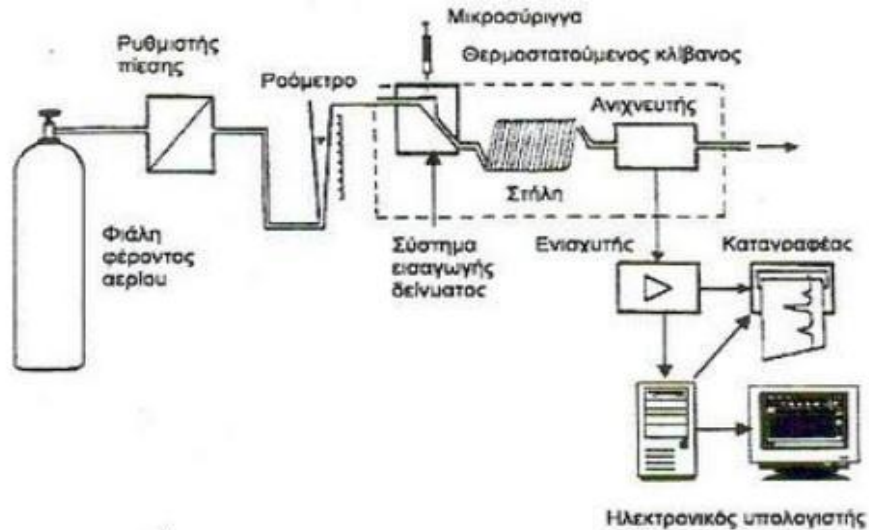 Μικροσύριγγα
Ρυθμιστής
πίεσης
Θερμοστατούμενος κλίβανος
Ροόμετρο
Ανιχνευτής
Στήλη
Φιάλη
φέροντος
αερίου
Σύστημα
εισαγωγής
δείγματος
Ενισχυτής
Καταγραφέας
Ηλεκτρονικός υπολογιστής